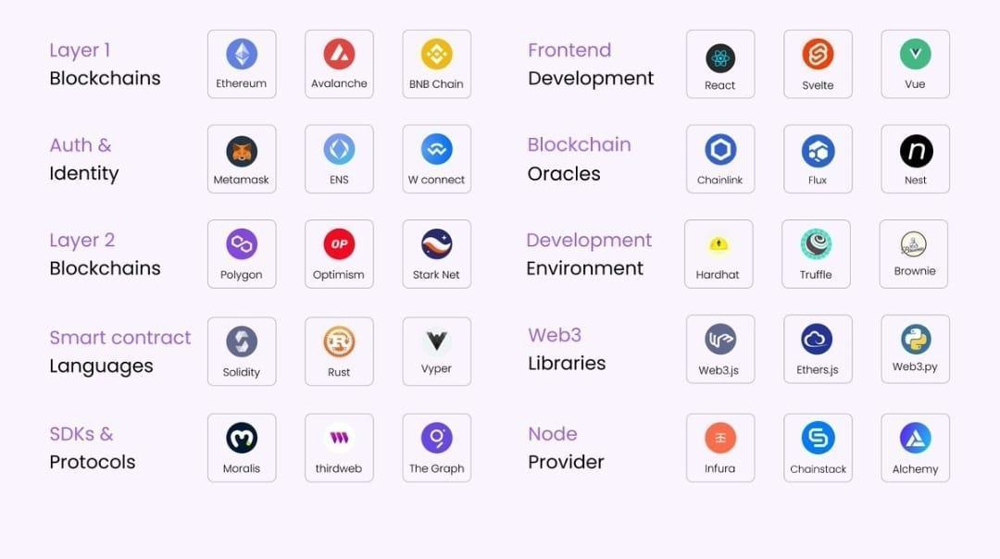 Layer 1
Blockchains
Ethereum
Avalanche
BNB Chain
Auth &
Identity
Metamask
ENS
W connect
Layer 2
Blockchains
Polygon
OP
Optimism
Stark Net
Smart contract
Languages
Solidity
Rust
Vyper
SDKs &
Protocols
Moralis
thirdweb
The Graph
Frontend
Development
React
Svelte
Vue
Blockchain
Oracles
Chainlink
Flux
n
Nest
Development
Environment
Hardhat
Truffle
Brownie
Web3
Libraries
Web3.js
Ethers.js
Web3.py
Node
Provider
Infura
Chainstack
Alchemy